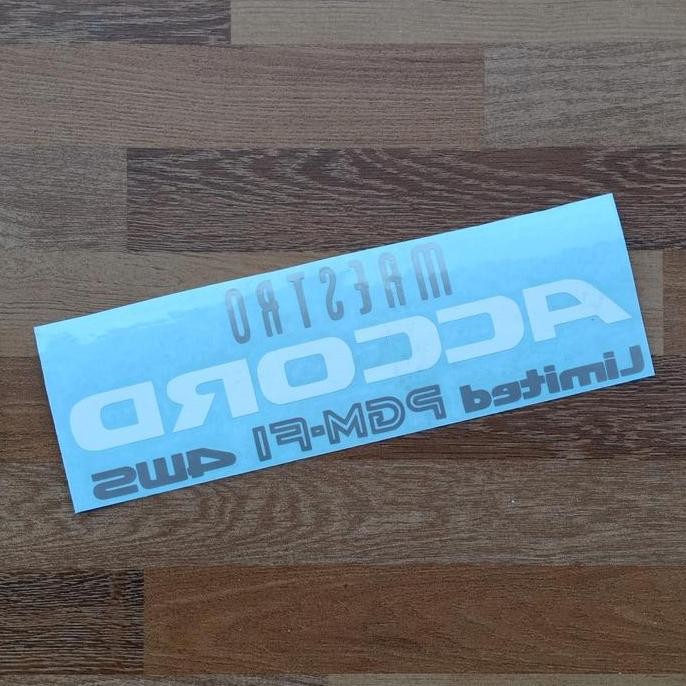 MAESTRO
ACCORD
Limited PGM-FI 4WS